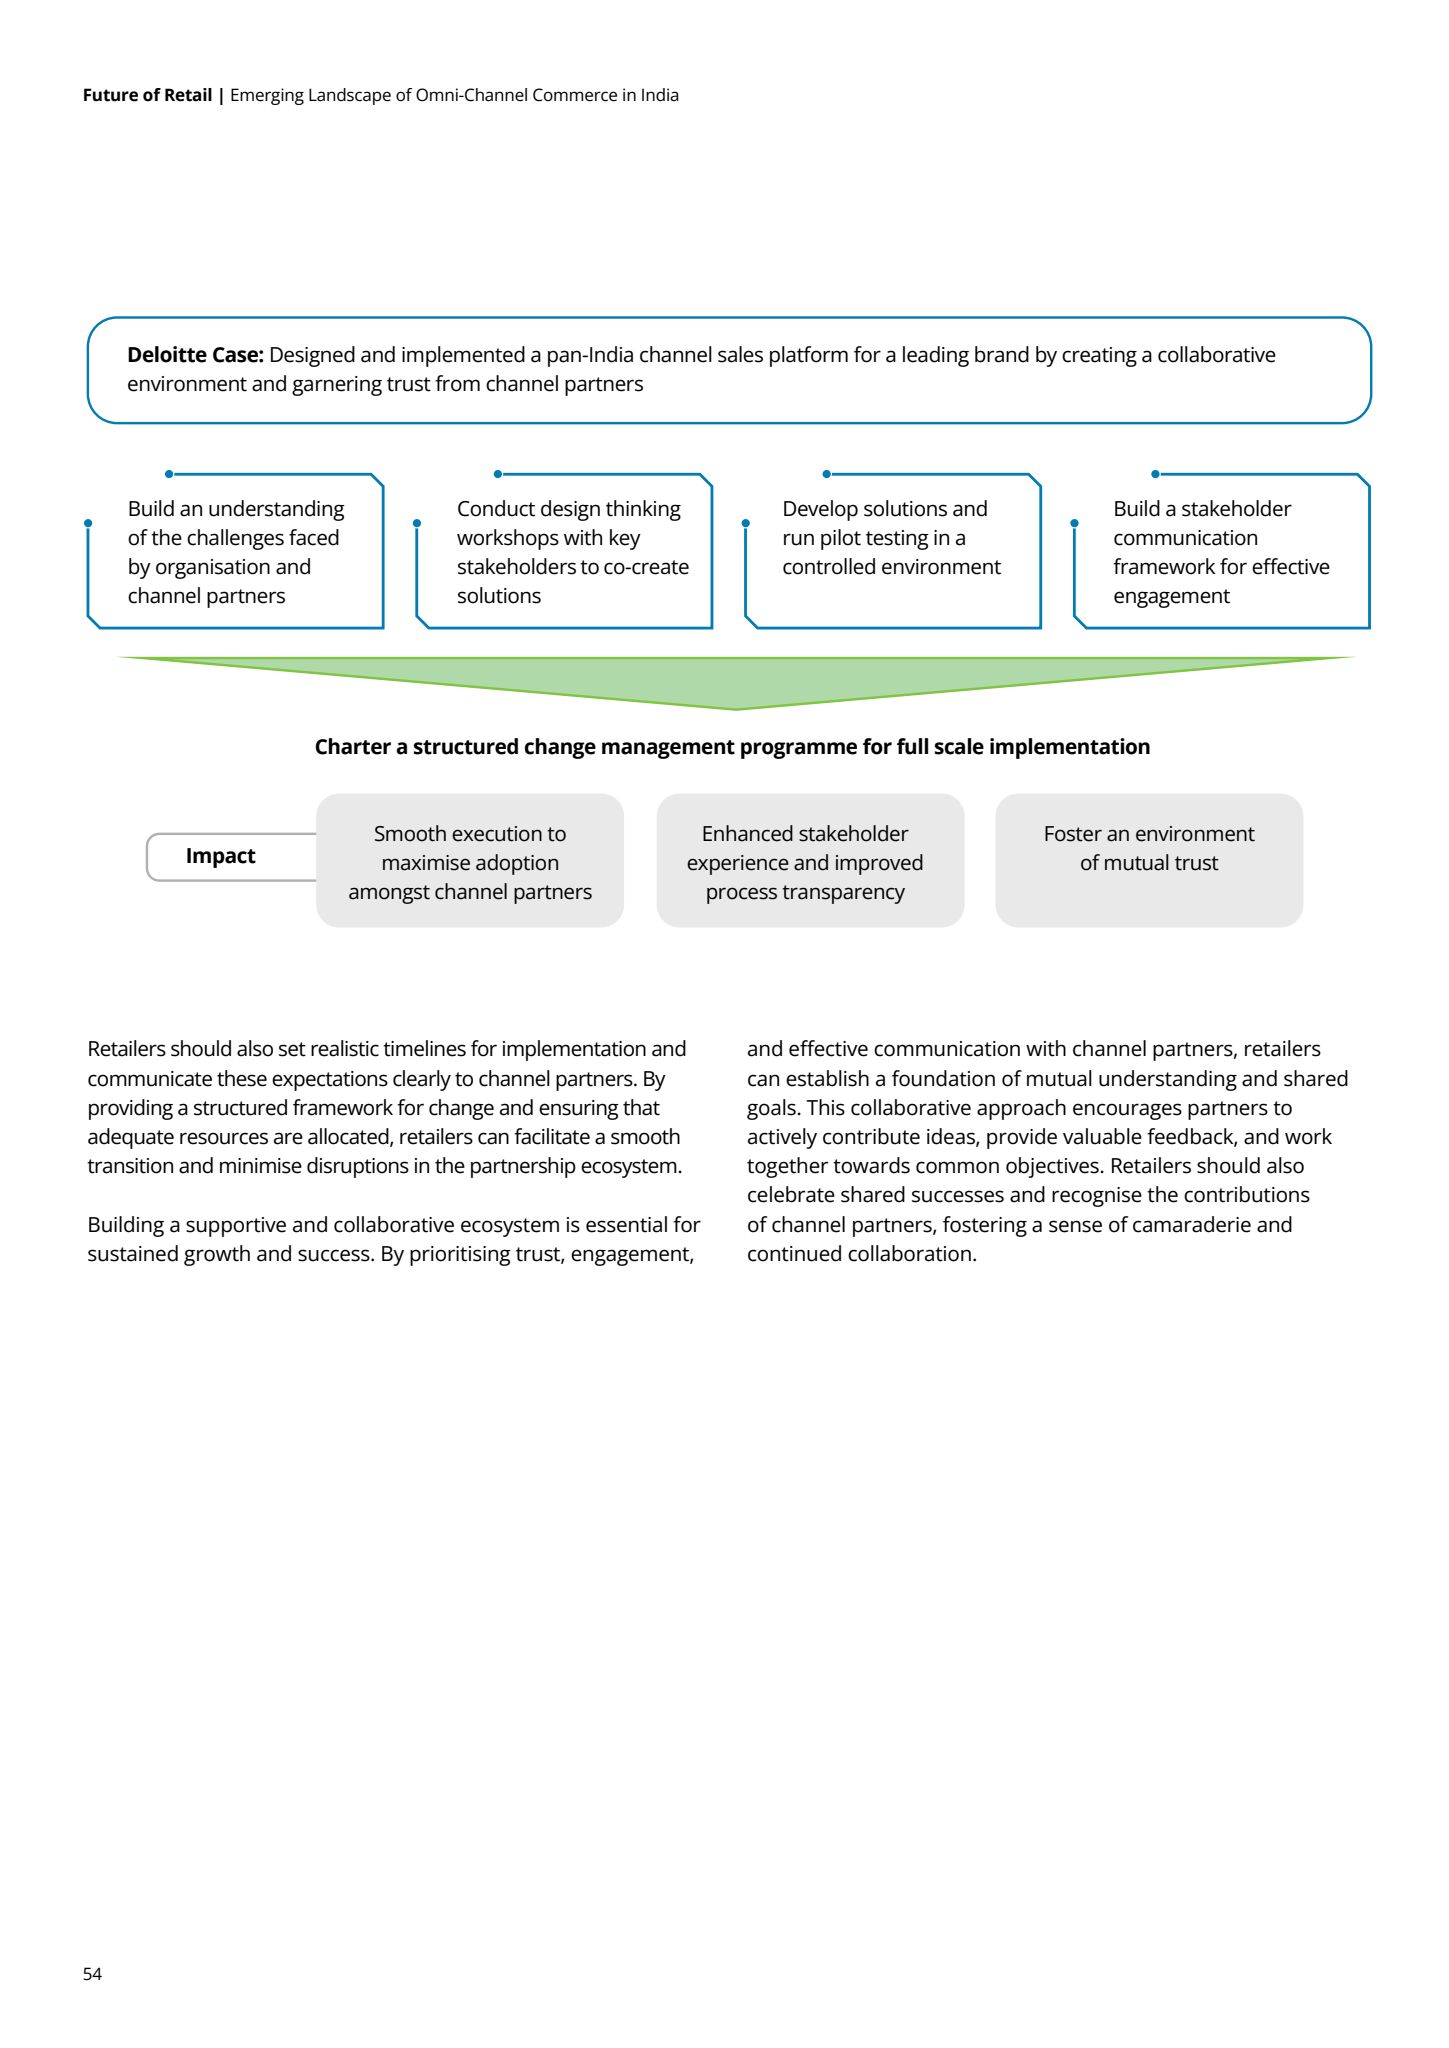 Future of Retail | Emerging Landscape of Omni-Channel Commerce in India
Deloitte Case: Designed and implemented a pan-India channel sales platform for a leading brand by creating a collaborative
environment and garnering trust from channel partners
Build an understanding
of the challenges faced
by organisation and
channel partners
Conduct design thinking
workshops with key
stakeholders to co-create
solutions
Develop solutions and
run pilot testing in a
controlled environment
Build a stakeholder
communication
framework for effective
engagement
Charter a structured change management programme for full scale implementation
Impact
Smooth execution to
maximise adoption
amongst channel partners
Enhanced stakeholder
experience and improved
process transparency
Foster an environment
of mutual trust
Retailers should also set realistic timelines for implementation and
communicate these expectations clearly to channel partners. By
providing a structured framework for change and ensuring that
adequate resources are allocated, retailers can facilitate a smooth
transition and minimise disruptions in the partnership ecosystem.
Building a supportive and collaborative ecosystem is essential for
sustained growth and success. By prioritising trust, engagement,
and effective communication with channel partners, retailers
can establish a foundation of mutual understanding and shared
goals. This collaborative approach encourages partners to
actively contribute ideas, provide valuable feedback, and work
together towards common objectives. Retailers should also
celebrate shared successes and recognise the contributions
of channel partners, fostering a sense of camaraderie and
continued collaboration.
54